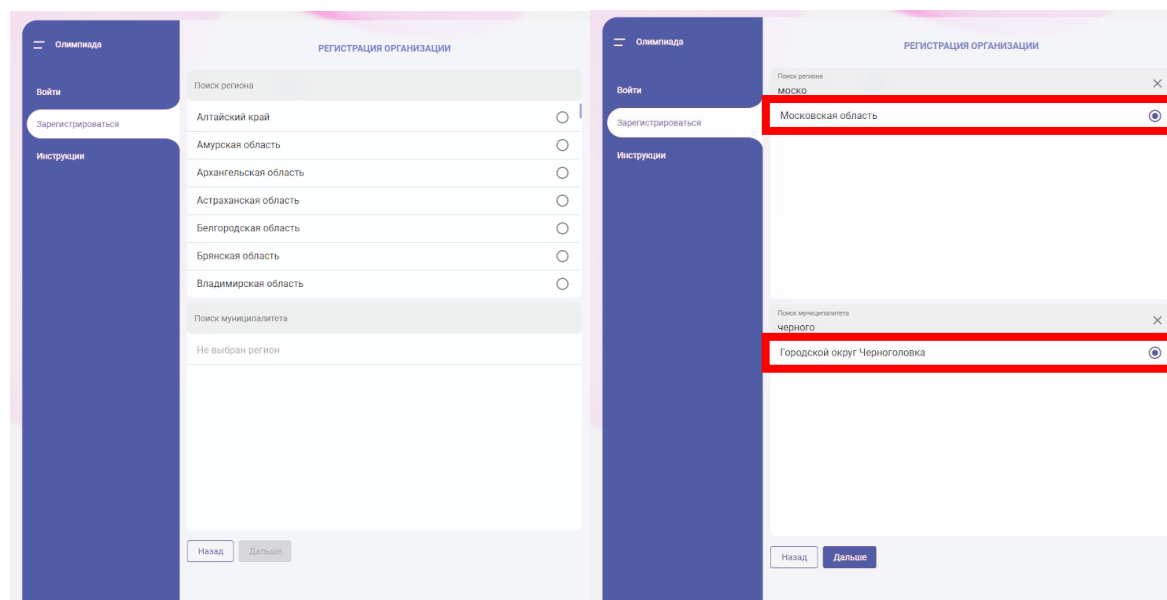 Олимпиада
Войти
Зарегистрироваться
Инструкции
РЕГИСТРАЦИЯ ОРГАНИЗАЦИИ
Поиск региона
Алтайский край
Амурская область
Архангельская область
Астраханская область
Белгородская область
Брянская область
Владимирская область
Поиск муниципалитета
Не выбран регион
Назад
Дальше
Олимпиада
Войти
Зарегистрироваться
Инструкции
РЕГИСТРАЦИЯ ОРГАНИЗАЦИИ
Поиск региона
моско
Московская область
Поиск муниципалитета
черного
Городской округ Черноголовка
Назад
Дальше